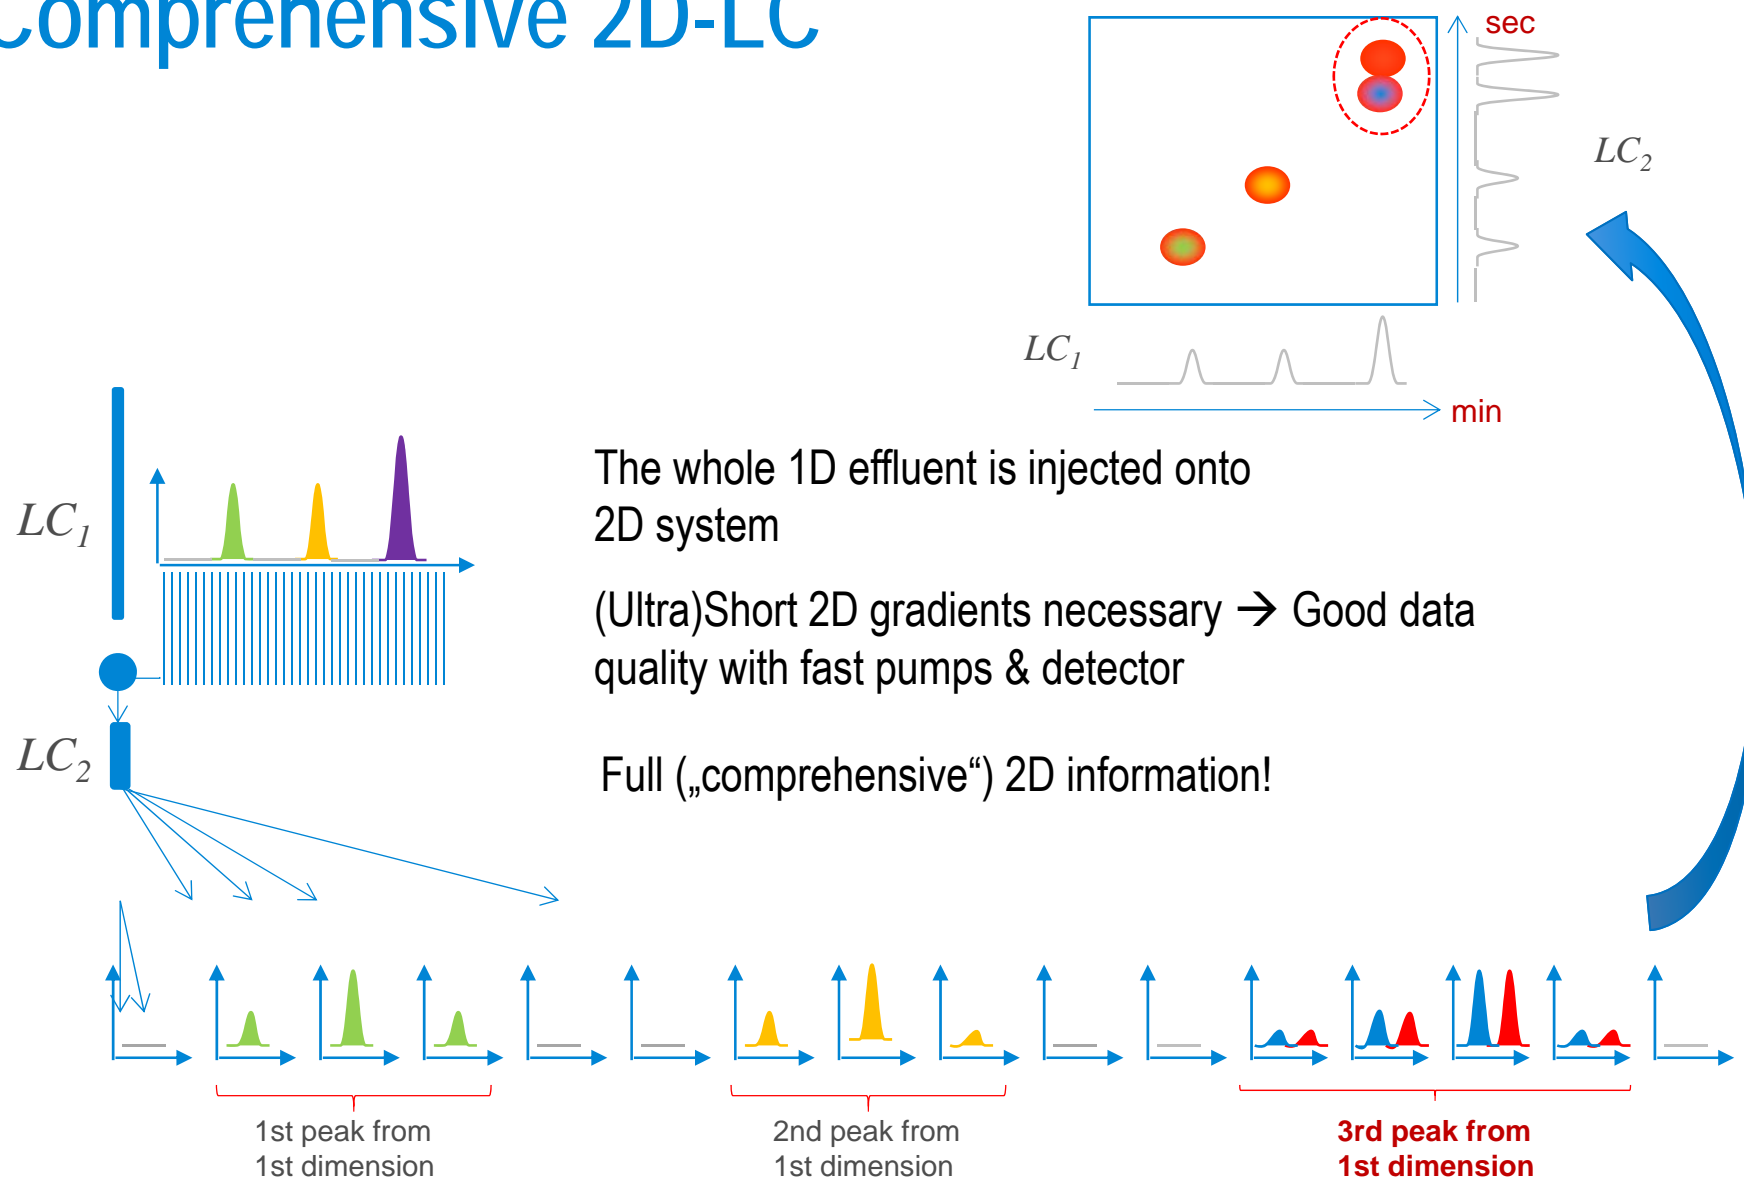 Comprehensive 2D-LC
sec
LC2
LC1
min
The whole 1D effluent is injected onto
2D system
LC1
(Ultra)Short 2D gradients necessary → Good data
quality with fast pumps & detector
LC2
Full („comprehensive“) 2D information!
1st peak from
1st dimension
2nd peak from
1st dimension
3rd peak from
1st dimension